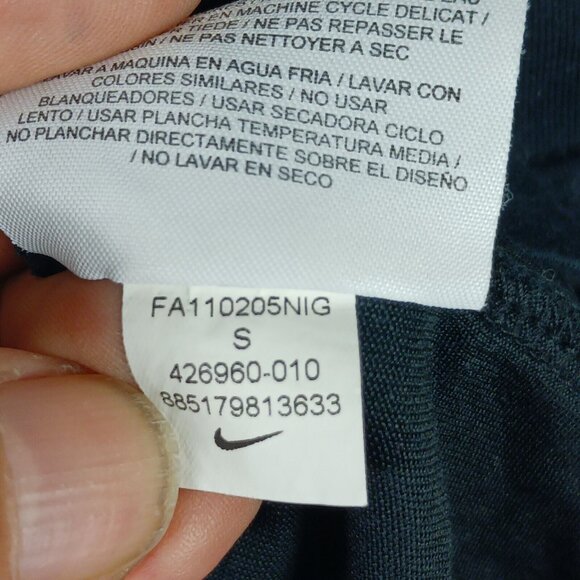 EN MACHINE CYCLE DELICAT /
TIEDE / NE PAS REPASSER LE
/ NE PAS NETTOYER A SEC
LAVAR A MAQUINA EN AGUA FRIA / LAVAR CON
COLORES SIMILARES / NO USAR
BLANQUEADORES / USAR SECADORA CICLO
LENTO / USAR PLANCHA TEMPERATURA MEDIA /
NO PLANCHAR DIRECTAMENTE SOBRE EL DISEÑO
/ NO LAVAR EN SECO
FA110205NIG
S
426960-010
885179813633